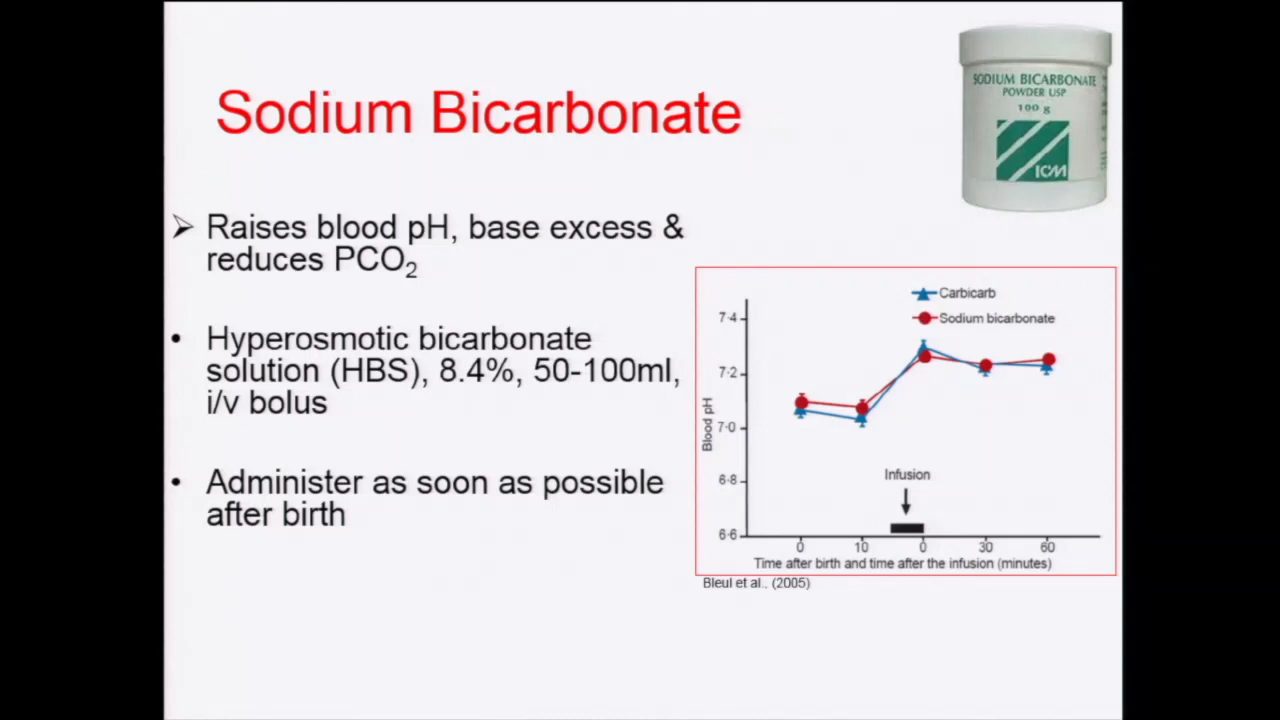 SODIUM BICARBONATE
POWDER USP
100 g
ICM
Sodium Bicarbonate
➢ Raises blood pH, base excess &
reduces PCO₂
• Hyperosmotic bicarbonate
solution (HBS), 8.4%, 50-100ml,
i/v bolus
• Administer as soon as possible
after birth
Carbicarb
Sodium bicarbonate
7·4
7·2
7·0
6·8
6·6
Blood pH
Infusion
0 10 0 30 60
Time after birth and time after the infusion (minutes)
Bleul et al., (2005)